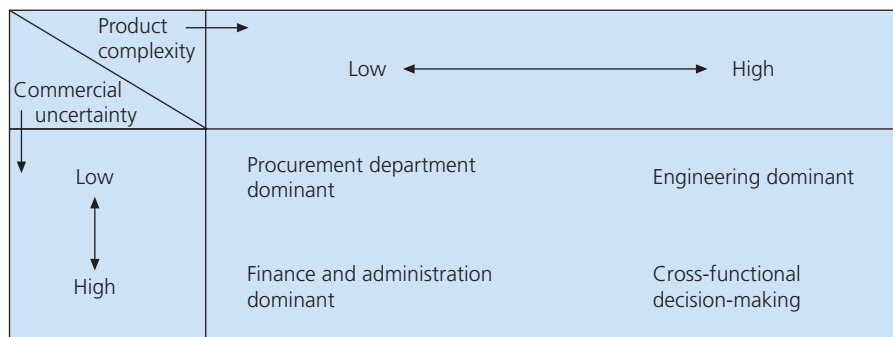 Product
complexity
Low
High
Commercial
uncertainty
Low
Procurement department
dominant
Engineering dominant
High
Finance and administration
dominant
Cross-functional
decision-making